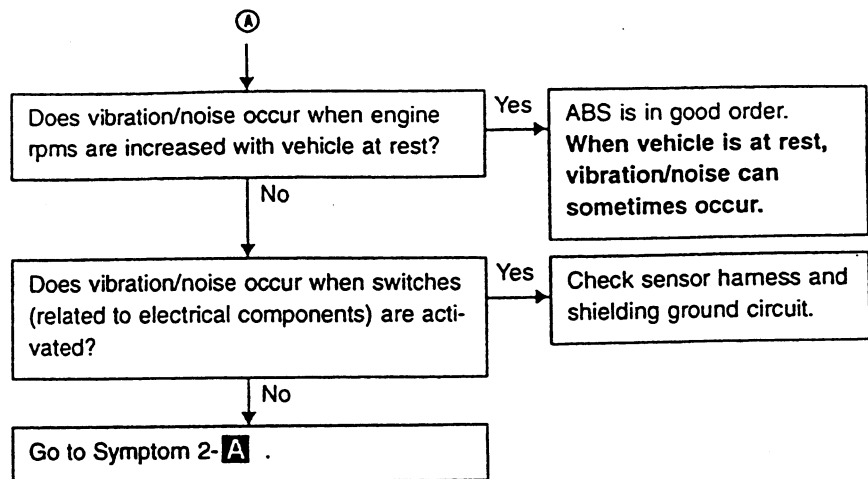 A
Does vibration/noise occur when engine
rpms are increased with vehicle at rest?
Yes
ABS is in good order.
When vehicle is at rest,
vibration/noise can
sometimes occur.
No
Does vibration/noise occur when switches
(related to electrical components) are acti-
vated?
Yes
Check sensor harness and
shielding ground circuit.
No
Go to Symptom 2-A .